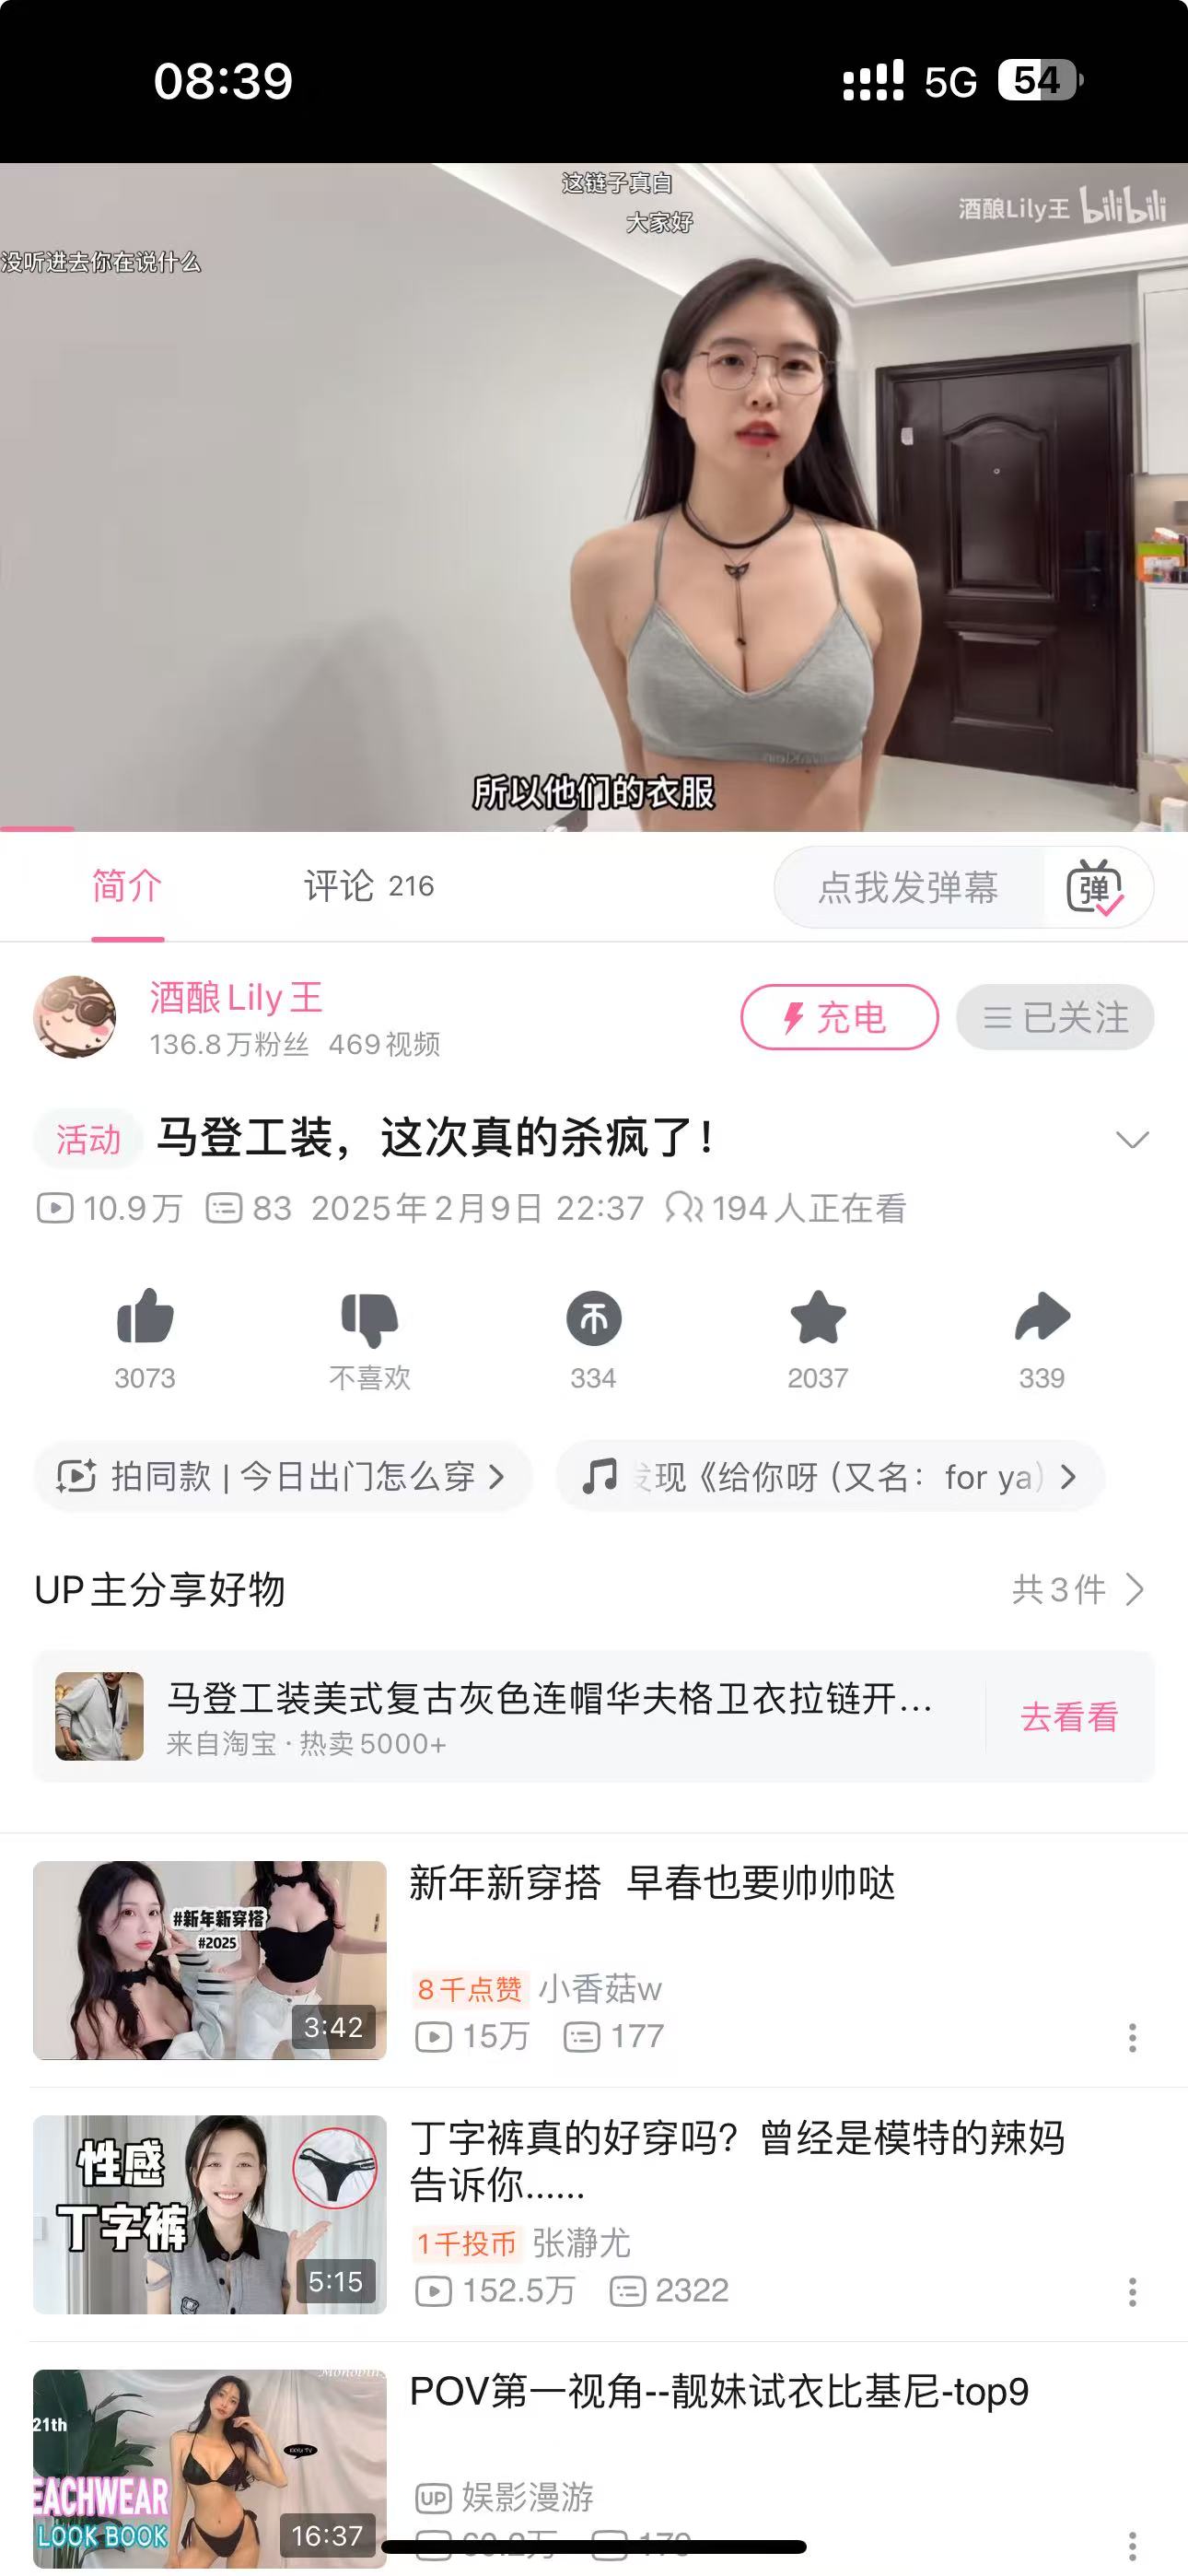 08:39
5G
54
这链子真白
大家好
酒酿Lily王 bilibili
没听进去你在说什么
所以他们的衣服
简介
评论 216
点我发弹幕
弹
酒酿Lily王
136.8万粉丝 469视频
充电
已关注
活动
马登工装，这次真的杀疯了！
10.9万 83 2025年2月9日 22:37 194人正在看
3073
不喜欢
334
2037
339
拍同款 | 今日出门怎么穿
发现《给你呀（又名：for ya）
UP主分享好物
共3件
马登工装美式复古灰色连帽华夫格卫衣拉链开...
来自淘宝·热卖5000+
去看看
#新年新穿搭
#2025
3:42
新年新穿搭 早春也要帅帅哒
8千点赞 小香菇w
15万 177
性感
丁字裤
5:15
丁字裤真的好穿吗？曾经是模特的辣妈
告诉你......
1千投币 张瀞尤
152.5万 2322
21th
EACHWEAR
LOOK BOOK
16:37
POV第一视角--靓妹试衣比基尼-top9
UP 娱影漫游